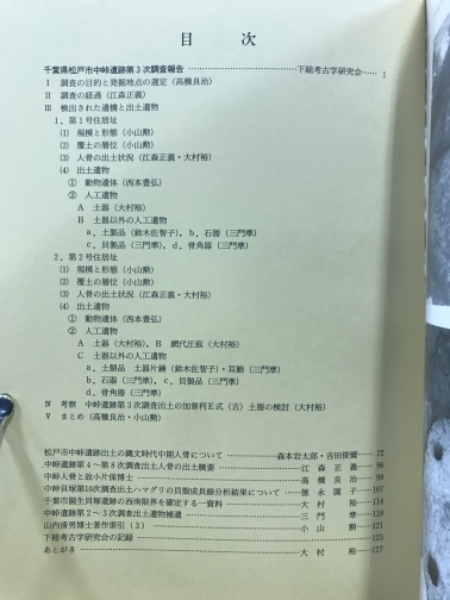 目 次
千葉県松戸市中峠遺跡第3次調査報告 ……… 下総考古学研究会 …… 1
Ⅰ 調査の目的と発掘地点の選定(高橋良治)
Ⅱ 調査の経過(江森正義)
Ⅲ 検出された遺構と出土遺物
1．第1号住居址
(1) 規模と形態(小山勲)
(2) 覆土の層位(小山勲)
(3) 人骨の出土状況(江森正義・大村裕)
(4) 出土遺物
① 動物遺体(西本豊弘)
② 人工遺物
A 土器(大村裕)
B 土器以外の人工遺物
a、土製品(鈴木佐智子)，b、石器(三門準)
c、貝製品(三門準)，d、骨角器(三門準)
2．第2号住居址
(1) 規模と形態(小山勲)
(2) 覆土の層位(小山勲)
(3) 人骨の出土状況(江森正義・大村裕)
(4) 出土遺物
① 動物遺体(西本豊弘)
② 人工遺物
A 土器(大村裕) B 網代圧痕(大村裕)
C 土器以外の人工遺物
a、土製品 土器片錘(鈴木佐智子)・耳飾(三門準)
b、石器(三門準)，c、貝製品(三門準)
d、骨角器(三門準)
Ⅳ 考察 中峠遺跡第3次調査出土の加曽利E式(古)土器の検討(大村裕)
Ⅴ まとめ(高橋良治・小山勲)
松戸市中峠遺跡出土の縄文時代中期人骨について ……… 森本岩太郎・吉田俊爾 …… 72
中峠遺跡第4～第8次調査出土人骨の出土概要 ……… 江森正義 …… 96
中峠人骨と故小片保博士 ……… 高橋良治 …… 99
中峠貝塚第10次調査出土ハマグリの貝殻成長線分析結果について ……… 徳永園子 …… 107
千葉市園生貝塚遺跡の西南限界を確定する一資料 ……… 大村裕 …… 118
中峠遺跡第2～3次調査出土遺物補遺 ……… 三門準 …… 119
山内清男博士著作索引(3) ……… 小山勲 …… 121
下総考古学研究会の記録 ……… 125
あとがき ……… 大村裕 …… 127